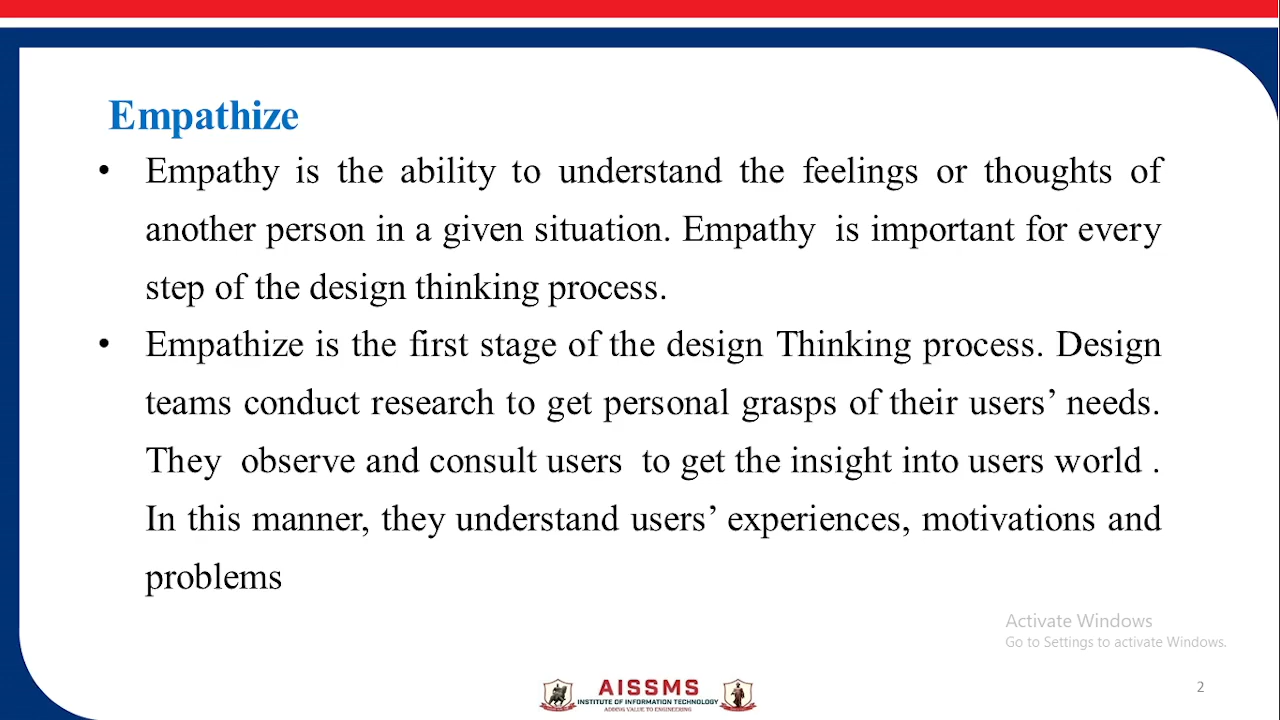 Empathize
• Empathy is the ability to understand the feelings or thoughts of
another person in a given situation. Empathy  is important for every
step of the design thinking process.
• Empathize is the first stage of the design Thinking process. Design
teams conduct research to get personal grasps of their users’ needs.
They  observe and consult users  to get the insight into users world .
In this manner, they understand users’ experiences, motivations and
problems
Activate Windows
Go to Settings to activate Windows.
AISSMS
INSTITUTE OF INFORMATION TECHNOLOGY
ADDING VALUE TO ENGINEERING
2